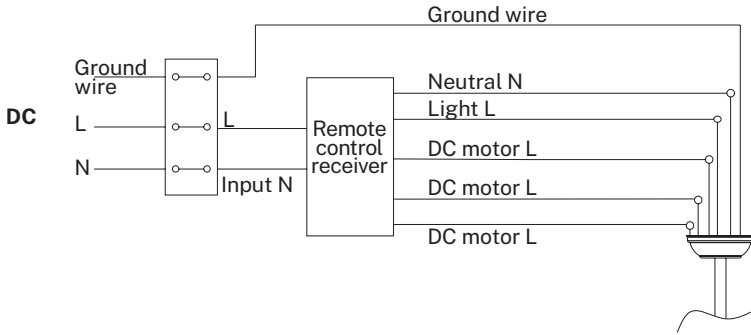 Ground wire
Ground
wire
DC
L
L
N
Input N
Remote
control
receiver
Neutral N
Light L
DC motor L
DC motor L
DC motor L